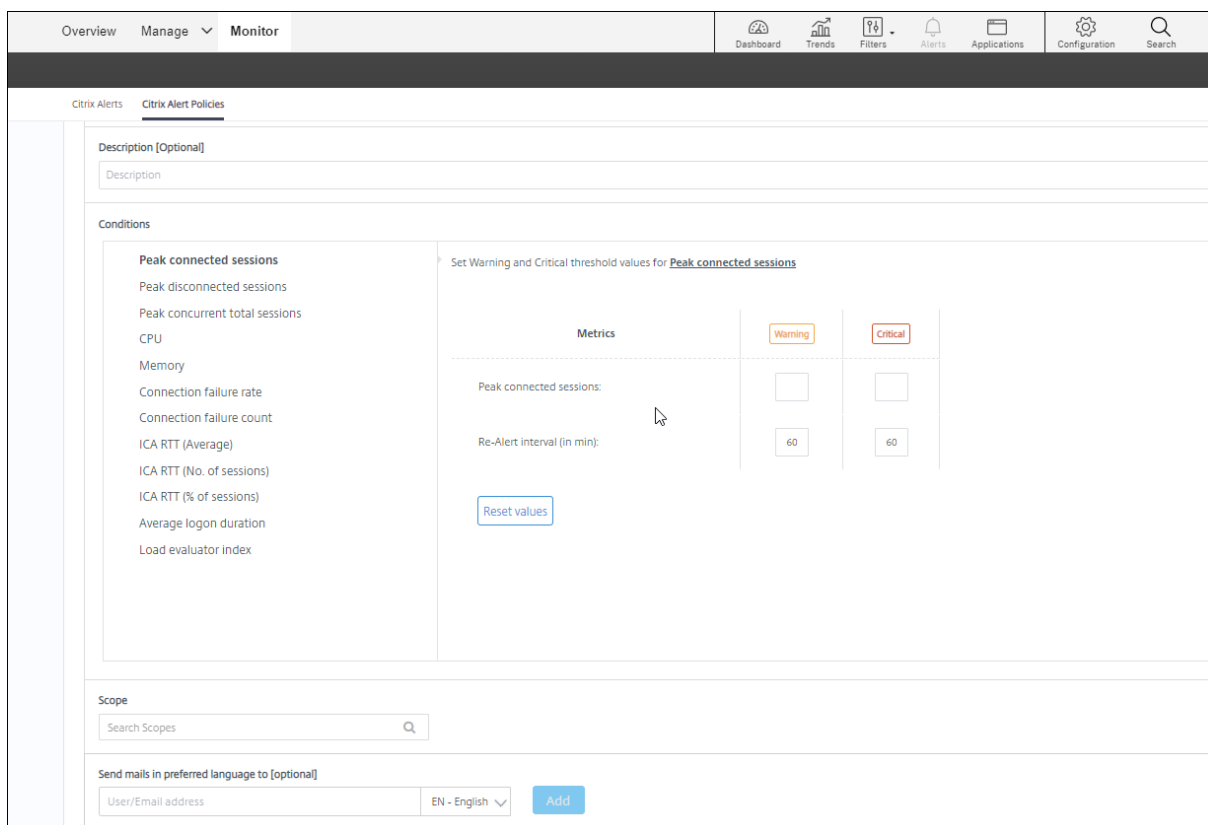 Overview Manage Monitor
Dashboard Trends Filters Alerts Applications Configuration Search
Citrix Alerts Citrix Alert Policies
Description [Optional]
Description
Conditions
Peak connected sessions
Peak disconnected sessions
Peak concurrent total sessions
CPU
Memory
Connection failure rate
Connection failure count
ICA RTT (Average)
ICA RTT (No. of sessions)
ICA RTT (% of sessions)
Average logon duration
Load evaluator index
Set Warning and Critical threshold values for Peak connected sessions
Metrics Warning Critical
Peak connected sessions:
Re-Alert interval (in min): 60 60
Reset values
Scope
Search Scopes
Send mails in preferred language to [optional]
User/Email address EN - English Add